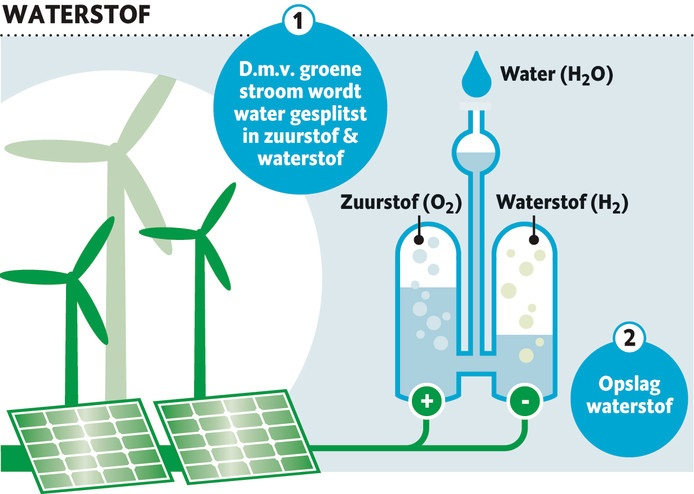 WATERSTOF
1
D.m.v. groene
stroom wordt
water gesplitst
in zuurstof &
waterstof
Water (H₂O)
Zuurstof (O₂)
Waterstof (H₂)
2
Opslag
waterstof
+
-